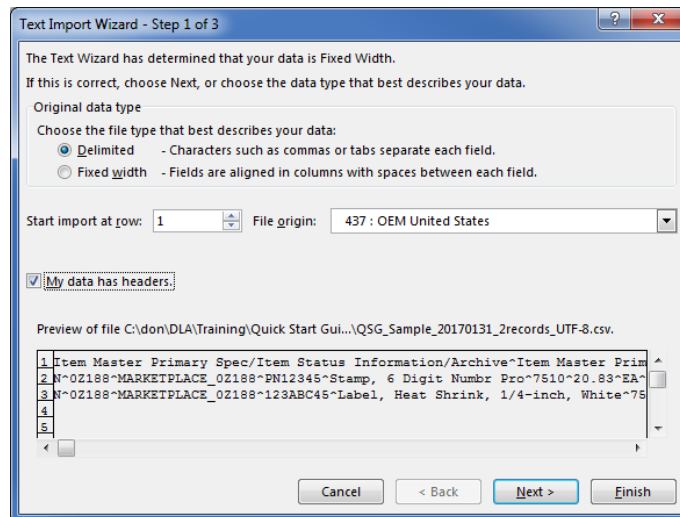 Text Import Wizard - Step 1 of 3
The Text Wizard has determined that your data is Fixed Width.
If this is correct, choose Next, or choose the data type that best describes your data.
Original data type
Choose the file type that best describes your data:
Delimited - Characters such as commas or tabs separate each field.
Fixed width - Fields are aligned in columns with spaces between each field.
Start import at row: 1 File origin: 437 : OEM United States
My data has headers.
Preview of file C:\don\DLA\Training\Quick Start Gui...\QSG_Sample_20170131_2records_UTF-8.csv.
1 Item Master Primary Spec/Item Status Information/Archive^Item Master Prim
2 N^0Z188^MARKETPLACE_0Z188^PN12345^Stamp, 6 Digit Numbr Pro^7510^20.83^EA^
3 N^0Z188^MARKETPLACE_0Z188^123ABC45^Label, Heat Shrink, 1/4-inch, White^75
4
5
Cancel < Back Next > Finish